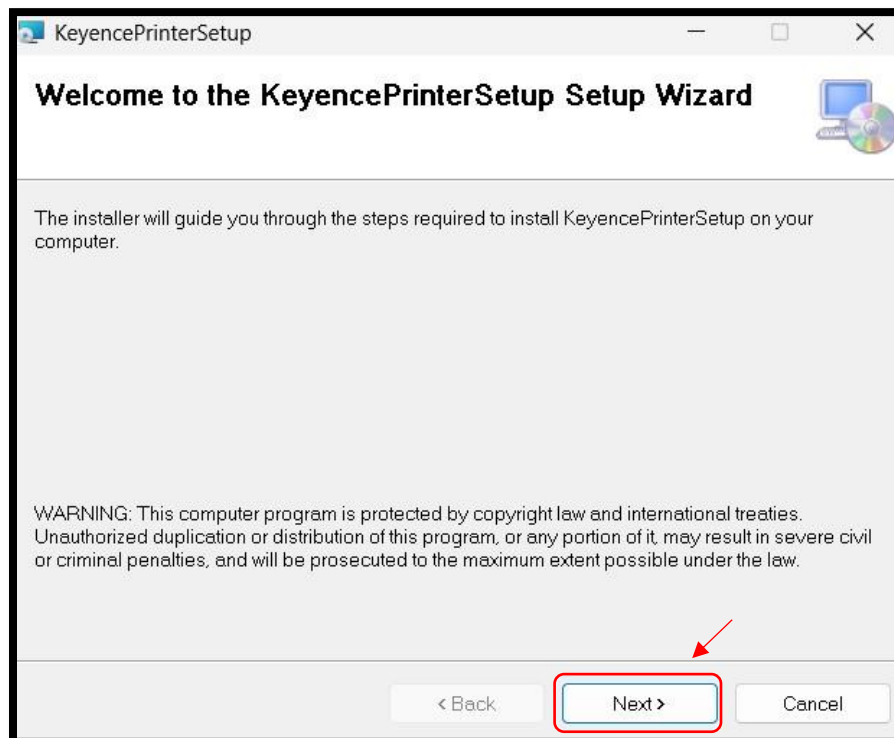 KeyencePrinterSetup
Welcome to the KeyencePrinterSetup Setup Wizard
The installer will guide you through the steps required to install KeyencePrinterSetup on your
computer.
WARNING: This computer program is protected by copyright law and international treaties.
Unauthorized duplication or distribution of this program, or any portion of it, may result in severe civil
or criminal penalties, and will be prosecuted to the maximum extent possible under the law.
< Back Next > Cancel